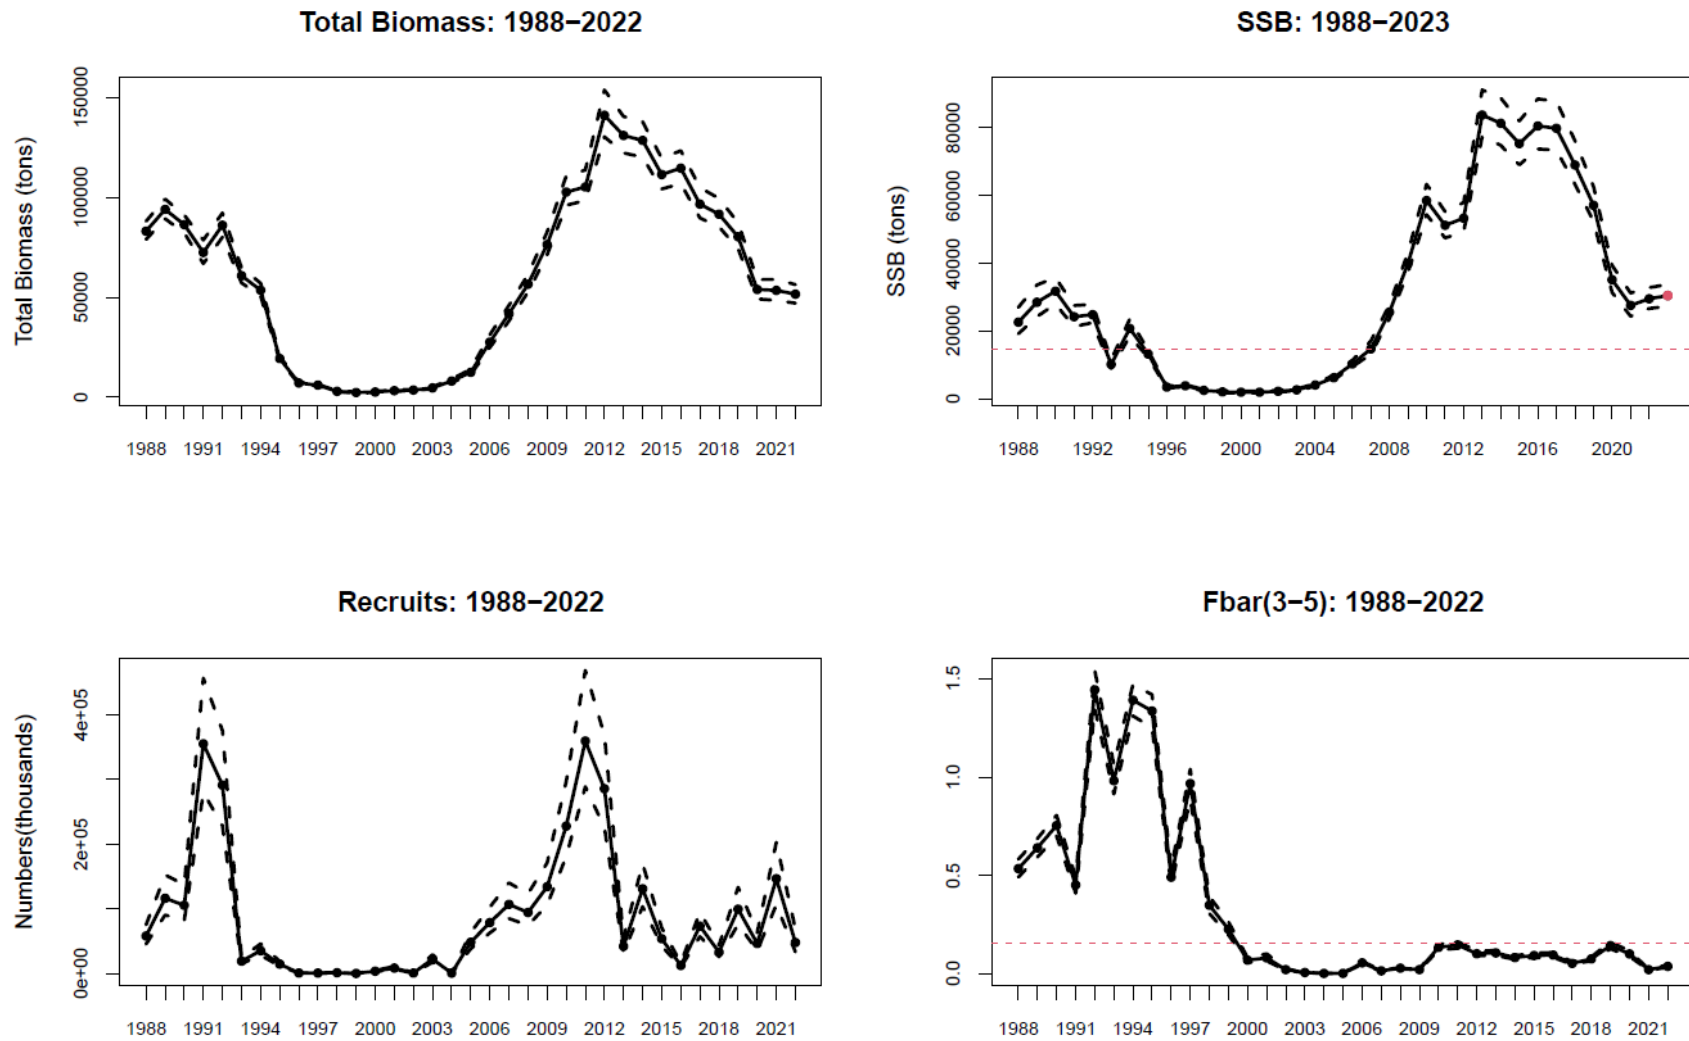 Total Biomass: 1988−2022
Total Biomass (tons)
150000
100000
50000
0
1988 1991 1994 1997 2000 2003 2006 2009 2012 2015 2018 2021
SSB: 1988−2023
SSB (tons)
80000
60000
40000
20000
0
1988 1992 1996 2000 2004 2008 2012 2016 2020
Recruits: 1988−2022
Numbers(thousands)
4e+05
2e+05
0e+00
1988 1991 1994 1997 2000 2003 2006 2009 2012 2015 2018 2021
Fbar(3−5): 1988−2022
1.5
1.0
0.5
0.0
1988 1991 1994 1997 2000 2003 2006 2009 2012 2015 2018 2021